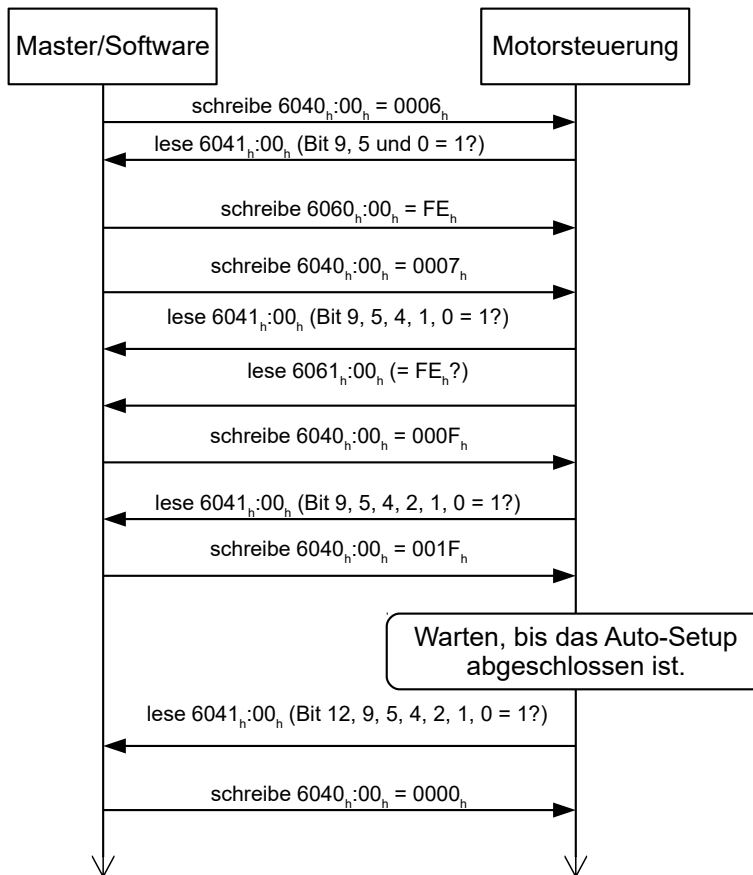 Master/Software
Motorsteuerung
schreibe 6040h:00h = 0006h
lese 6041h:00h (Bit 9, 5 und 0 = 1?)
schreibe 6060h:00h = FEh
schreibe 6040h:00h = 0007h
lese 6041h:00h (Bit 9, 5, 4, 1, 0 = 1?)
lese 6061h:00h (= FEh?)
schreibe 6040h:00h = 000Fh
lese 6041h:00h (Bit 9, 5, 4, 2, 1, 0 = 1?)
schreibe 6040h:00h = 001Fh
Warten, bis das Auto-Setup
abgeschlossen ist.
lese 6041h:00h (Bit 12, 9, 5, 4, 2, 1, 0 = 1?)
schreibe 6040h:00h = 0000h